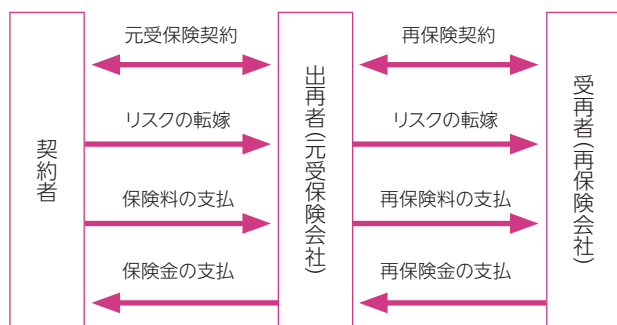 契約者
元受保険契約
リスクの転嫁
保険料の支払
保険金の支払
出再者(元受保険会社)
再保険契約
リスクの転嫁
再保険料の支払
再保険金の支払
受再者(再保険会社)